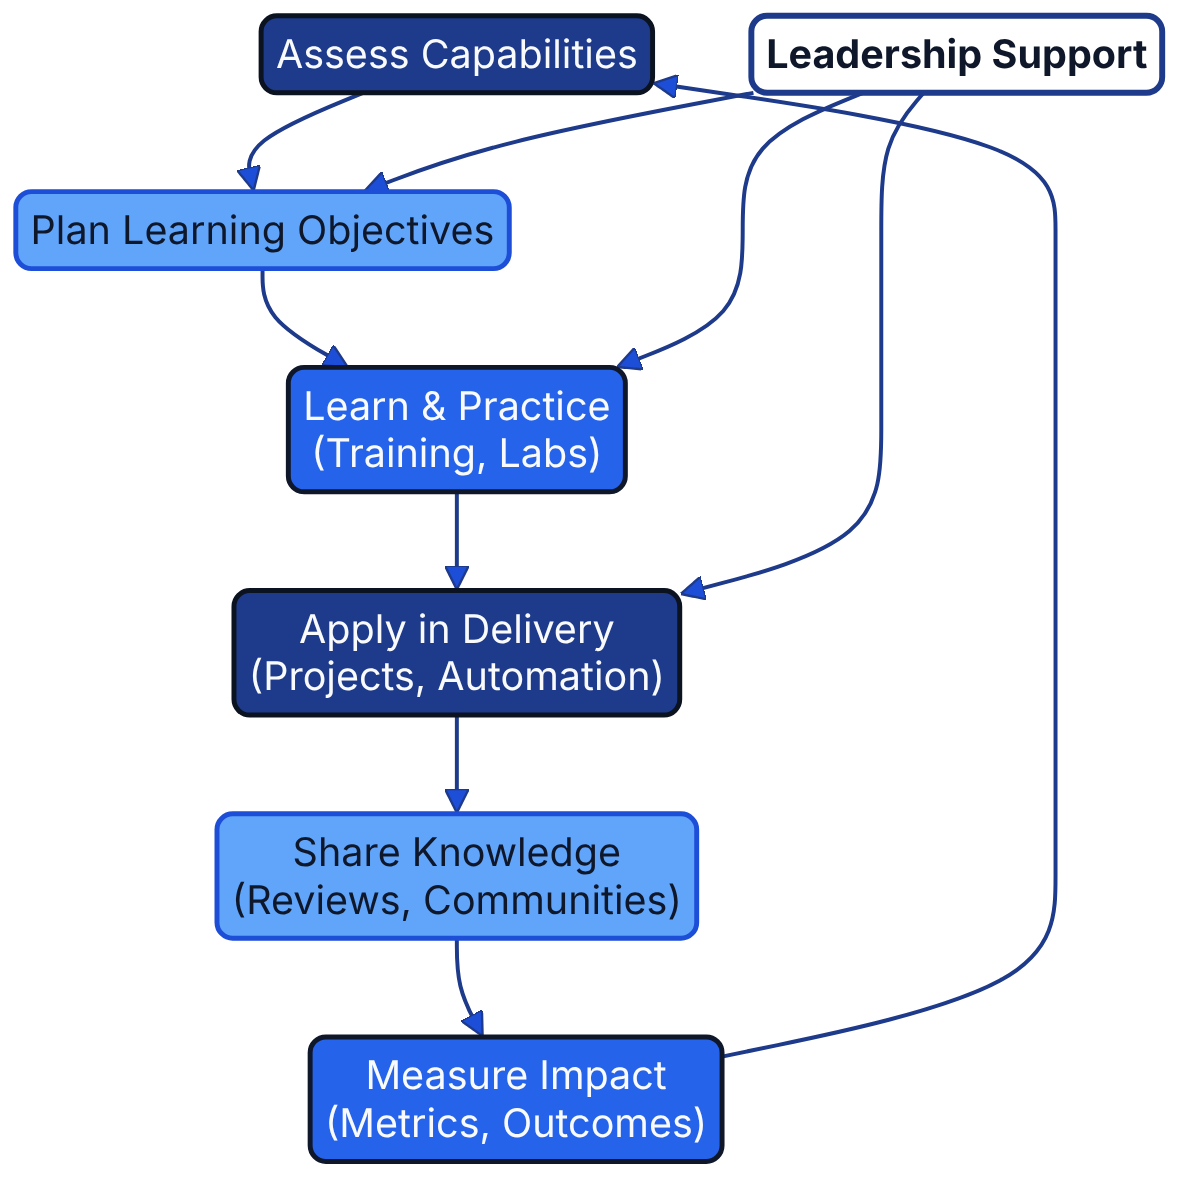 Assess Capabilities
Leadership Support
Plan Learning Objectives
Learn & Practice
(Training, Labs)
Apply in Delivery
(Projects, Automation)
Share Knowledge
(Reviews, Communities)
Measure Impact
(Metrics, Outcomes)